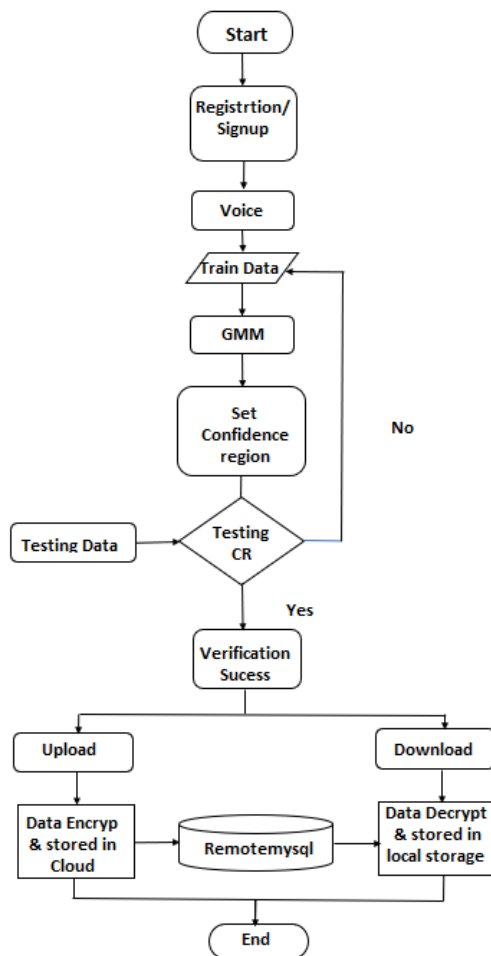 Start
Registrtion/
Signup
Voice
Train Data
GMM
Set
Confidence
region
No
Testing Data
Testing
CR
Yes
Verification
Sucess
Upload
Download
Data Encryp
& stored in
Cloud
Remotemysql
Data Decrypt
& stored in
local storage
End